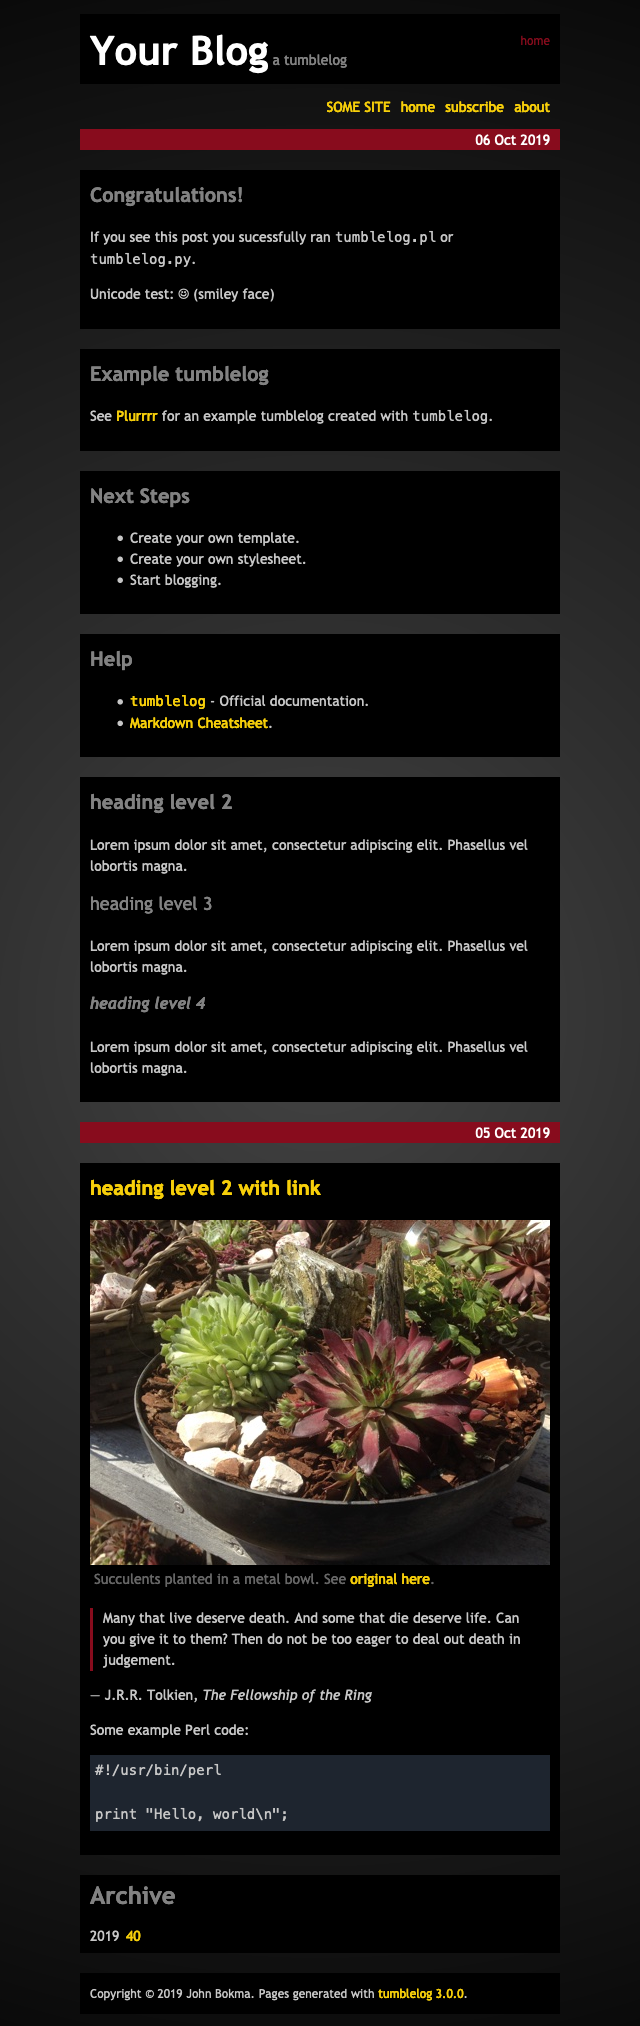 Your Blog a tumblelog
home
SOME SITE home subscribe about
06 Oct 2019
Congratulations!
If you see this post you sucessfully ran tumblelog.pl or
tumblelog.py.
Unicode test: ☺ (smiley face)
Example tumblelog
See Plurrrr for an example tumblelog created with tumblelog.
Next Steps
• Create your own template.
• Create your own stylesheet.
• Start blogging.
Help
• tumblelog - Official documentation.
• Markdown Cheatsheet.
heading level 2
Lorem ipsum dolor sit amet, consectetur adipiscing elit. Phasellus vel
lobortis magna.
heading level 3
Lorem ipsum dolor sit amet, consectetur adipiscing elit. Phasellus vel
lobortis magna.
heading level 4
Lorem ipsum dolor sit amet, consectetur adipiscing elit. Phasellus vel
lobortis magna.
05 Oct 2019
heading level 2 with link
Succulents planted in a metal bowl. See original here.
Many that live deserve death. And some that die deserve life. Can
you give it to them? Then do not be too eager to deal out death in
judgement.
— J.R.R. Tolkien, The Fellowship of the Ring
Some example Perl code:
#!/usr/bin/perl
print "Hello, world\n";
Archive
2019 40
Copyright © 2019 John Bokma. Pages generated with tumblelog 3.0.0.